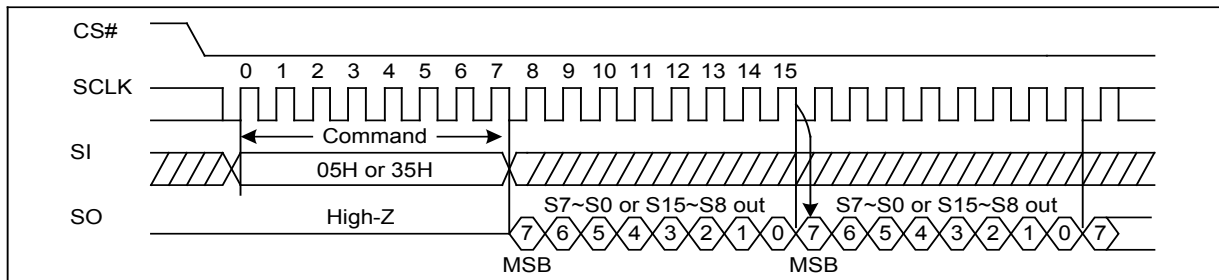 CS#
0 1 2 3 4 5 6 7 8 9 10 11 12 13 14 15
SCLK
Command
SI
05H or 35H
S7~S0 or S15~S8 out S7~S0 or S15~S8 out
SO
High-Z
7 6 5 4 3 2 1 0 7 6 5 4 3 2 1 0 7
MSB MSB